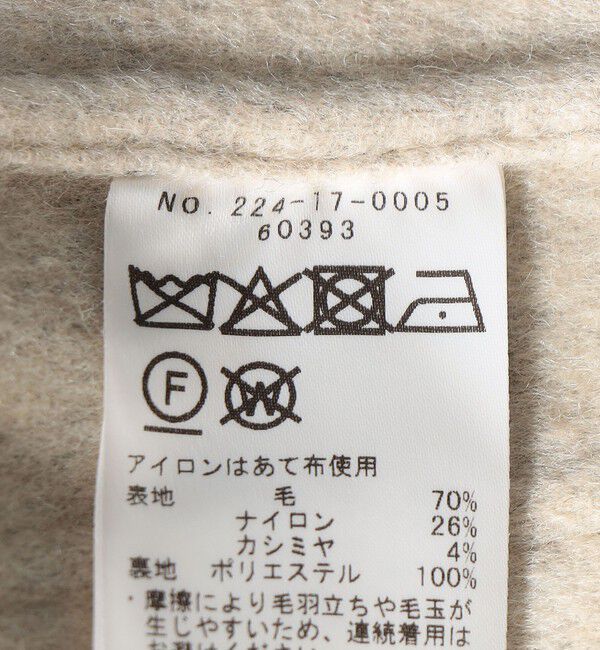 NO. 224-17-0005
60393
F W
アイロンはあて布使用
表地 毛 70%
ナイロン 26%
カシミヤ 4%
裏地 ポリエステル 100%
・摩擦により毛羽立ちや毛玉が
生じやすいため、連続着用は